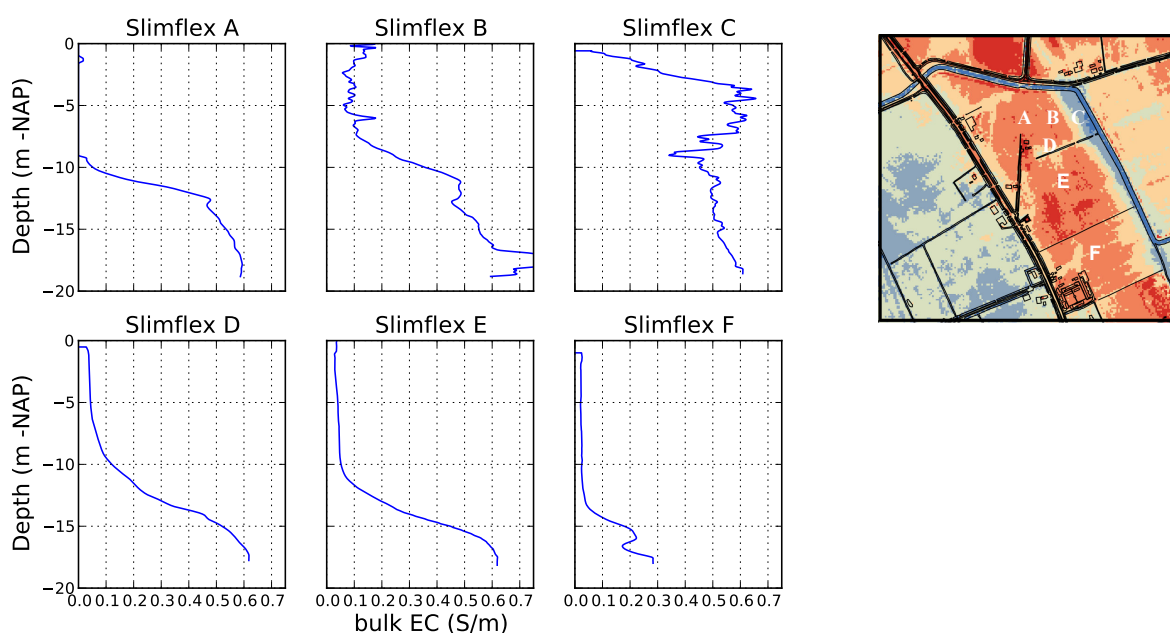 Slimflex A Slimflex B Slimflex C
0
−5
−10
−15
−20
Depth (m -NAP)
A B C
D
E
F
Slimflex D Slimflex E Slimflex F
0
−5
−10
−15
−20
Depth (m -NAP)
0.0 0.1 0.2 0.3 0.4 0.5 0.6 0.7 0.0 0.1 0.2 0.3 0.4 0.5 0.6 0.7 0.0 0.1 0.2 0.3 0.4 0.5 0.6 0.7
bulk EC (S/m)